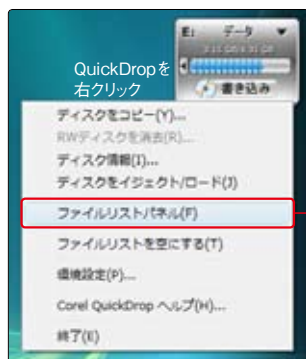 E: データ ▼
QuickDropを
右クリック
書き込み
ディスクをコピー(Y)...
RWディスクを消去(R)...
ディスク情報(I)...
ディスクをイジェクト/ロード(J)
ファイルリストパネル(F)
ファイルリストを空にする(T)
環境設定(P)...
Corel QuickDrop ヘルプ(H)...
終了(E)